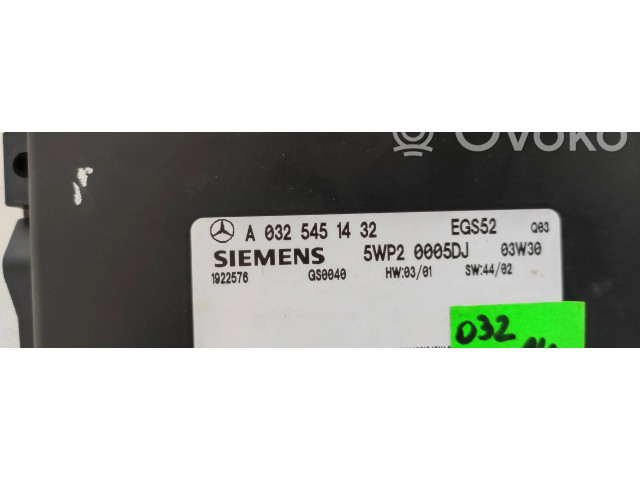 Ovoko
A 032 545 14 32 EGS52 Q03
SIEMENS 5WP2 0005DJ 03W30
1922576 GS0040 HW:03/01 SW:44/02
032